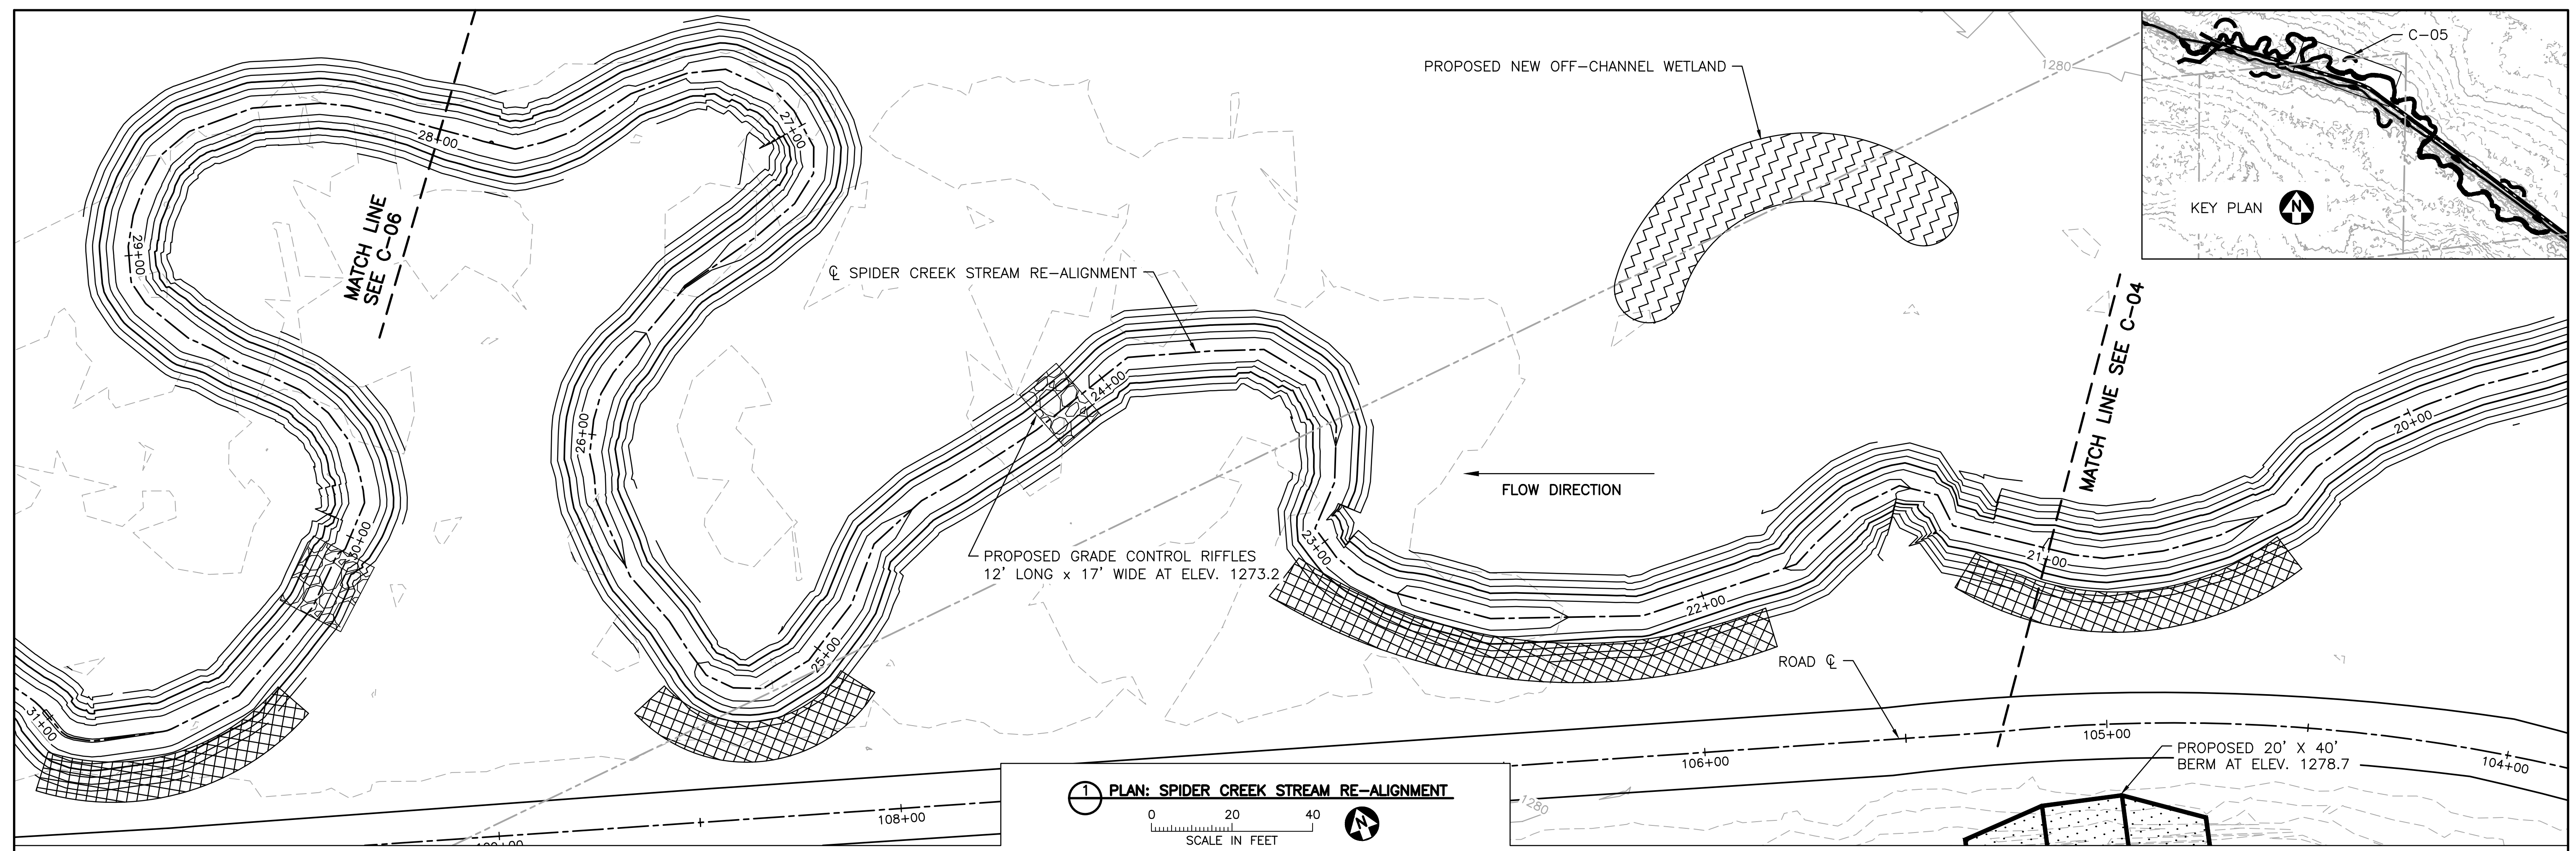 PROPOSED NEW OFF-CHANNEL WETLAND
1280
C-05
KEY PLAN
N
27+00
28+00
MATCH LINE
SEE C-06
29+00
℄ SPIDER CREEK STREAM RE-ALIGNMENT
MATCH LINE SEE C-04
24+00
20+00
26+00
FLOW DIRECTION
30+00
23+00
21+00
PROPOSED GRADE CONTROL RIFFLES
12' LONG x 17' WIDE AT ELEV. 1273.2
22+00
25+00
ROAD ℄
31+00
105+00
PROPOSED 20' X 40'
BERM AT ELEV. 1278.7
106+00
104+00
1 PLAN: SPIDER CREEK STREAM RE-ALIGNMENT
0 20 40
SCALE IN FEET
N
1280
108+00